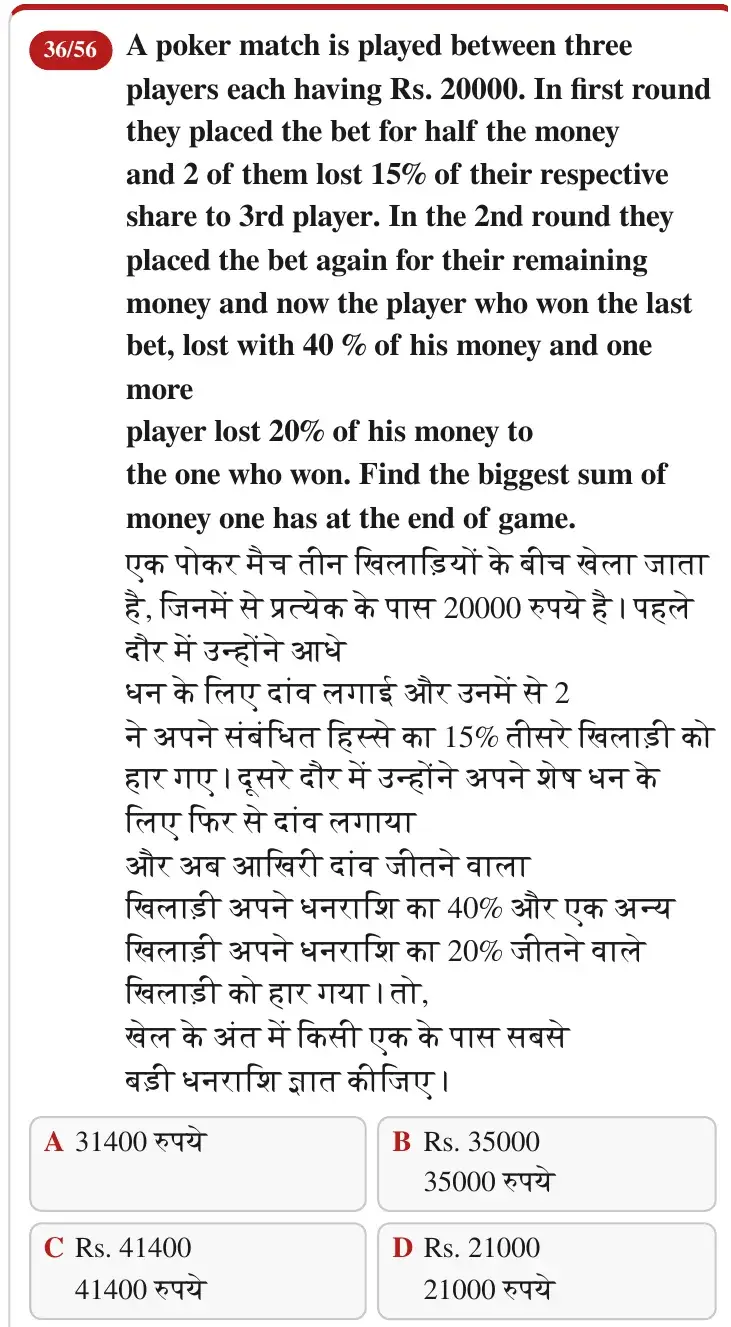 36/56 A poker match is played between three
players each having Rs. 20000. In first round
they placed the bet for half the money
and 2 of them lost 15% of their respective
share to 3rd player. In the 2nd round they
placed the bet again for their remaining
money and now the player who won the last
bet, lost with 40 % of his money and one
more
player lost 20% of his money to
the one who won. Find the biggest sum of
money one has at the end of game.
एक पोकर मैच तीन खिलाड़ियों के बीच खेला जाता
है, जिनमें से प्रत्येक के पास 20000 रुपये है। पहले
दौर में उन्होंने आधे
धन के लिए दांव लगाई और उनमें से 2
ने अपने संबंधित हिस्से का 15% तीसरे खिलाड़ी को
हार गए। दूसरे दौर में उन्होंने अपने शेष धन के
लिए फिर से दांव लगाया
और अब आखिरी दांव जीतने वाला
खिलाड़ी अपने धनराशि का 40% और एक अन्य
खिलाड़ी अपने धनराशि का 20% जीतने वाले
खिलाड़ी को हार गया। तो,
खेल के अंत में किसी एक के पास सबसे
बड़ी धनराशि ज्ञात कीजिए।
A 31400 रुपये
B Rs. 35000
35000 रुपये
C Rs. 41400
41400 रुपये
D Rs. 21000
21000 रुपये